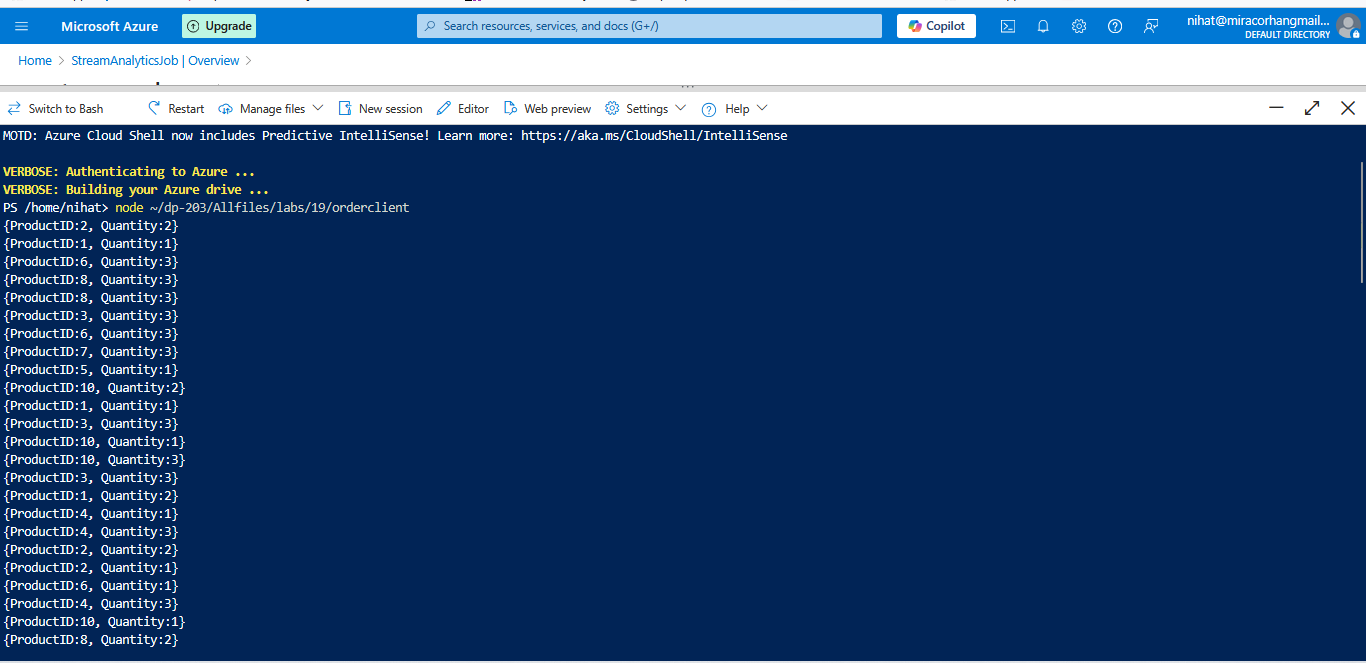 Microsoft Azure
Upgrade
Search resources, services, and docs (G+/)
Copilot
nihat@miracorhangmail...
DEFAULT DIRECTORY
Home > StreamAnalyticsJob | Overview >
Switch to Bash
Restart
Manage files
New session
Editor
Web preview
Settings
Help
MOTD: Azure Cloud Shell now includes Predictive IntelliSense! Learn more: https://aka.ms/CloudShell/IntelliSense
VERBOSE: Authenticating to Azure ...
VERBOSE: Building your Azure drive ...
PS /home/nihat> node ~/dp-203/Allfiles/labs/19/orderclient
{ProductID:2, Quantity:2}
{ProductID:1, Quantity:1}
{ProductID:6, Quantity:3}
{ProductID:8, Quantity:3}
{ProductID:8, Quantity:3}
{ProductID:3, Quantity:3}
{ProductID:6, Quantity:3}
{ProductID:7, Quantity:3}
{ProductID:5, Quantity:1}
{ProductID:10, Quantity:2}
{ProductID:1, Quantity:1}
{ProductID:3, Quantity:3}
{ProductID:10, Quantity:1}
{ProductID:10, Quantity:3}
{ProductID:3, Quantity:3}
{ProductID:1, Quantity:2}
{ProductID:4, Quantity:1}
{ProductID:4, Quantity:3}
{ProductID:2, Quantity:2}
{ProductID:2, Quantity:1}
{ProductID:6, Quantity:1}
{ProductID:4, Quantity:3}
{ProductID:10, Quantity:1}
{ProductID:8, Quantity:2}